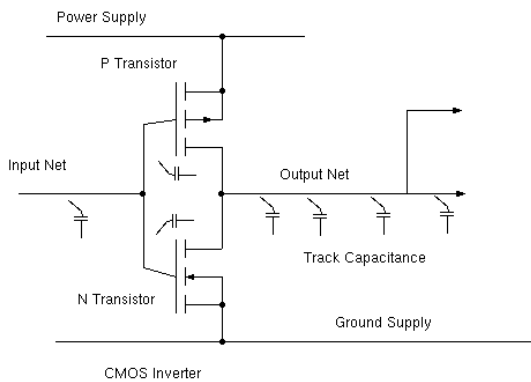 Power Supply
P Transistor
Input Net
Output Net
Track Capacitance
N Transistor
Ground Supply
CMOS Inverter